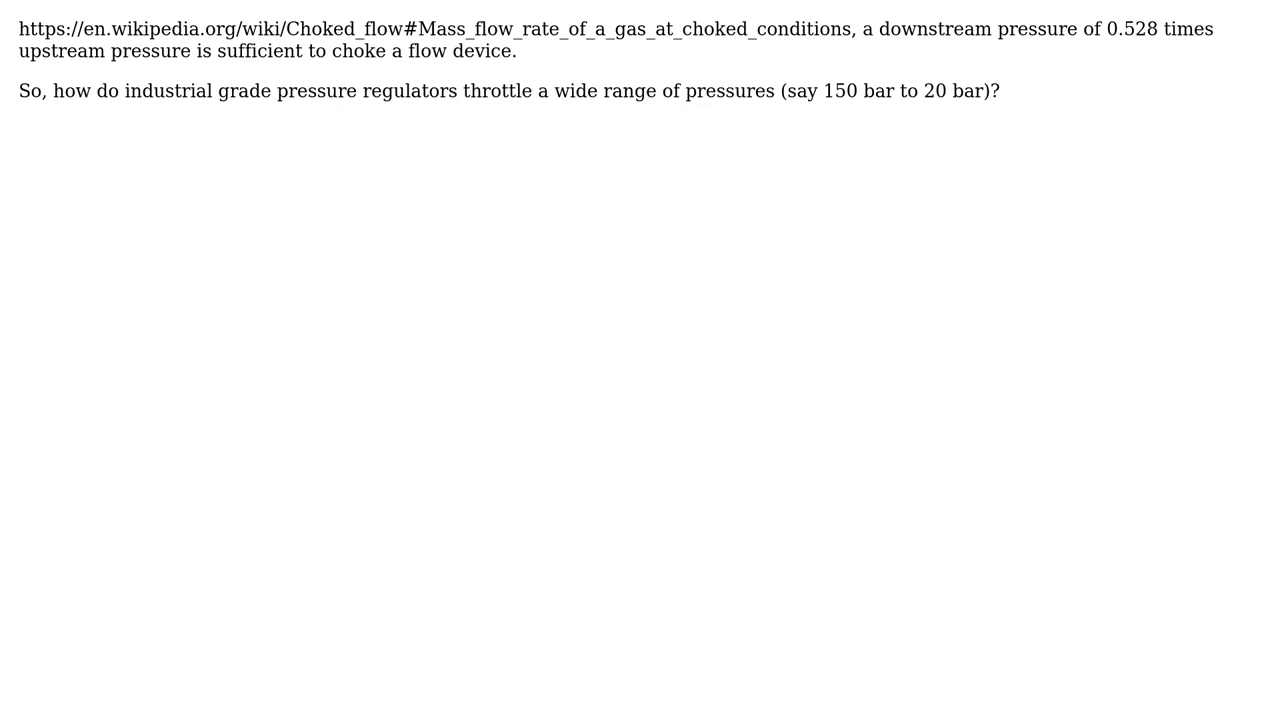 https://en.wikipedia.org/wiki/Choked_flow#Mass_flow_rate_of_a_gas_at_choked_conditions, a downstream pressure of 0.528 times
upstream pressure is sufficient to choke a flow device.
So, how do industrial grade pressure regulators throttle a wide range of pressures (say 150 bar to 20 bar)?